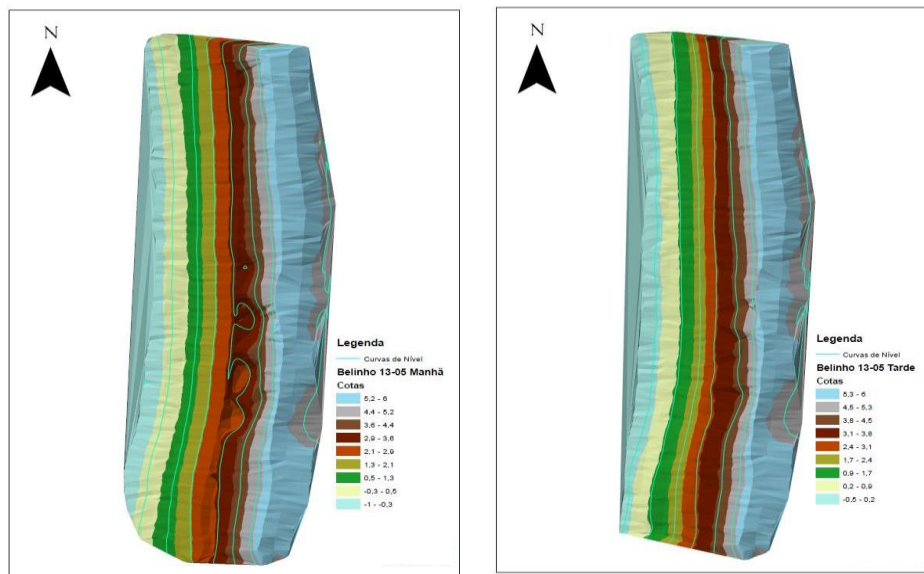 N
Legenda
Curvas de Nível
Belinho 13-05 Manhã
Cotas
5,2 - 6
4,4 - 5,2
3,6 - 4,4
2,9 - 3,6
2,1 - 2,9
1,3 - 2,1
0,5 - 1,3
-0,3 - 0,5
-1 - -0,3
N
Legenda
Curvas de Nível
Belinho 13-05 Tarde
Cotas
5,3 - 6
4,5 - 5,3
3,8 - 4,5
3,1 - 3,8
2,4 - 3,1
1,7 - 2,4
0,9 - 1,7
0,2 - 0,9
-0,5 - 0,2